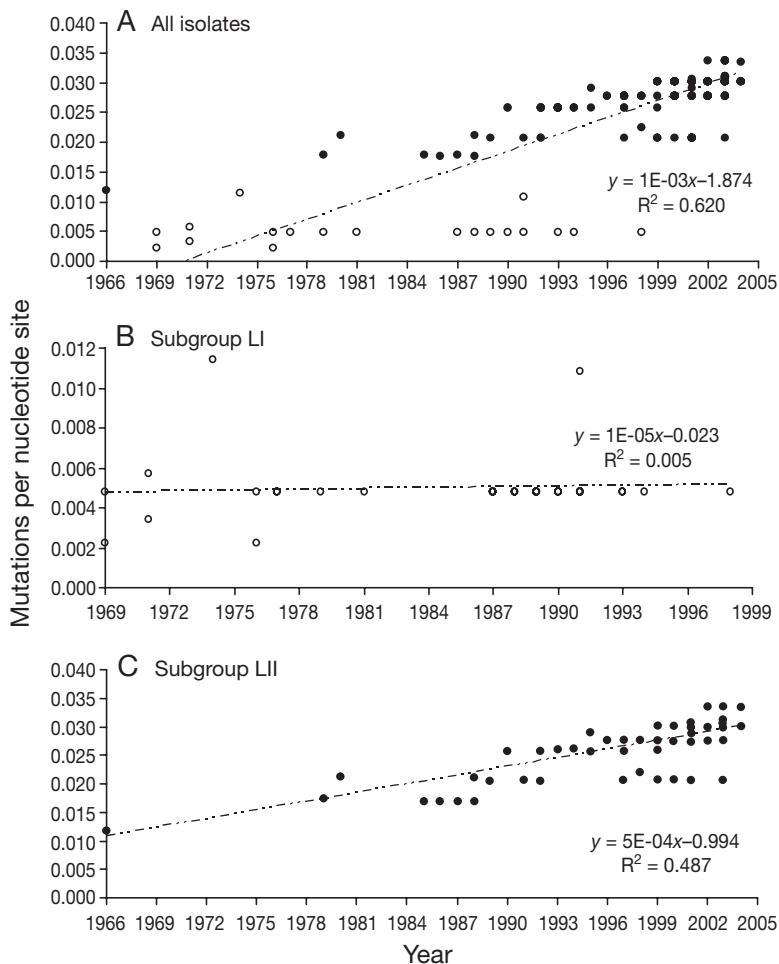 A All isolates
0.040
0.035
0.030
0.025
0.020
0.015
0.010
0.005
0.000
y = 1E-03x–1.874
R² = 0.620
1966 1969 1972 1975 1978 1981 1984 1987 1990 1993 1996 1999 2002 2005
Mutations per nucleotide site
B Subgroup LI
0.012
0.010
0.008
0.006
0.004
0.002
0.000
y = 1E-05x–0.023
R² = 0.005
1969 1972 1975 1978 1981 1984 1987 1990 1993 1996 1999
C Subgroup LII
0.040
0.035
0.030
0.025
0.020
0.015
0.010
0.005
0.000
y = 5E-04x–0.994
R² = 0.487
1966 1969 1972 1975 1978 1981 1984 1987 1990 1993 1996 1999 2002 2005
Year